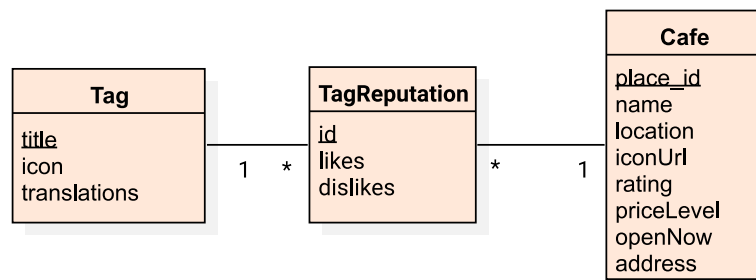 Tag
title
icon
translations
1
*
TagReputation
id
likes
dislikes
*
1
Cafe
place_id
name
location
iconUrl
rating
priceLevel
openNow
address